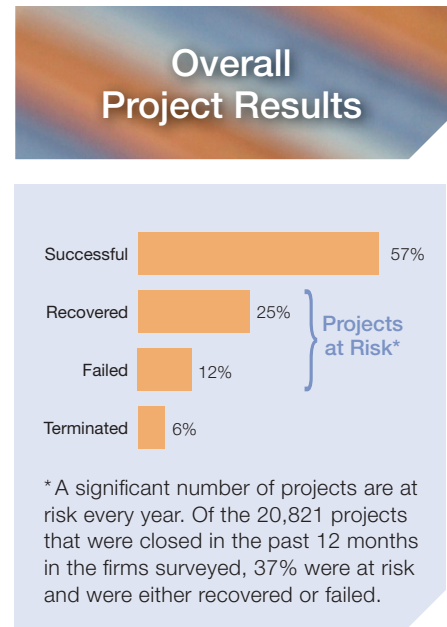 Overall
Project Results
Successful 57%
Recovered 25%
Failed 12%
Terminated 6%
Projects
at Risk*
*A significant number of projects are at
risk every year. Of the 20,821 projects
that were closed in the past 12 months
in the firms surveyed, 37% were at risk
and were either recovered or failed.